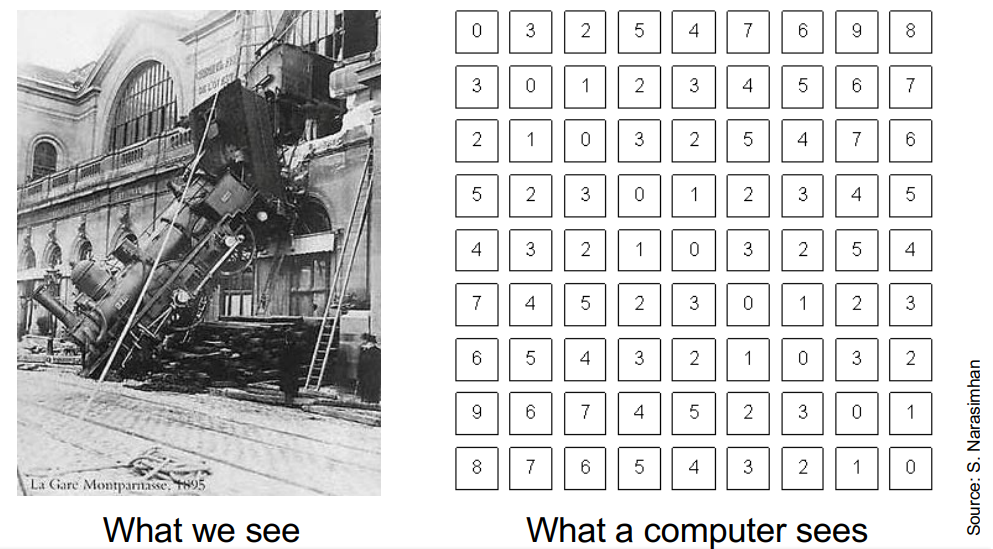 0 3 2 5 4 7 6 9 8
3 0 1 2 3 4 5 6 7
2 1 0 3 2 5 4 7 6
5 2 3 0 1 2 3 4 5
4 3 2 1 0 3 2 5 4
7 4 5 2 3 0 1 2 3
6 5 4 3 2 1 0 3 2
9 6 7 4 5 2 3 0 1
8 7 6 5 4 3 2 1 0
La Gare Montparnasse, 1895
What we see
What a computer sees
Source: S. Narasimhan